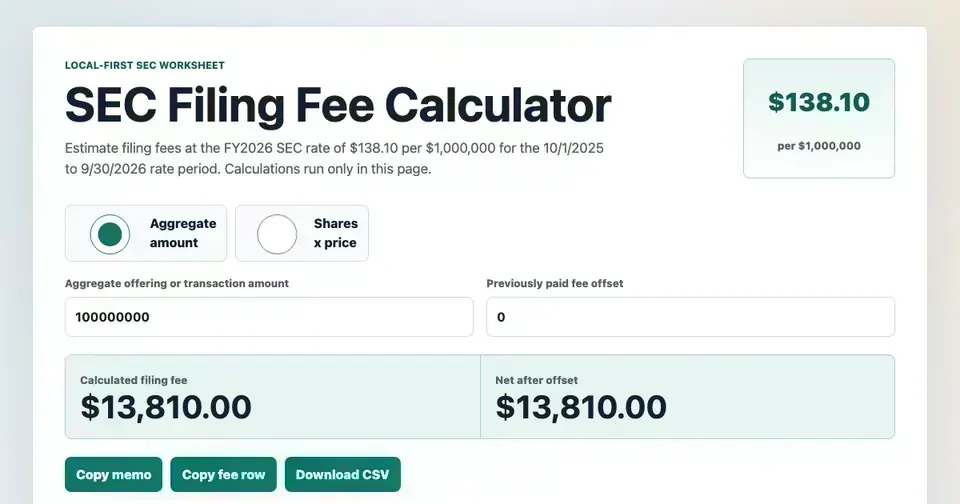 LOCAL-FIRST SEC WORKSHEET
SEC Filing Fee Calculator
Estimate filing fees at the FY2026 SEC rate of $138.10 per $1,000,000 for the 10/1/2025
to 9/30/2026 rate period. Calculations run only in this page.
$138.10
per $1,000,000
Aggregate
amount
Shares
x price
Aggregate offering or transaction amount
100000000
Previously paid fee offset
0
Calculated filing fee
$13,810.00
Net after offset
$13,810.00
Copy memo
Copy fee row
Download CSV